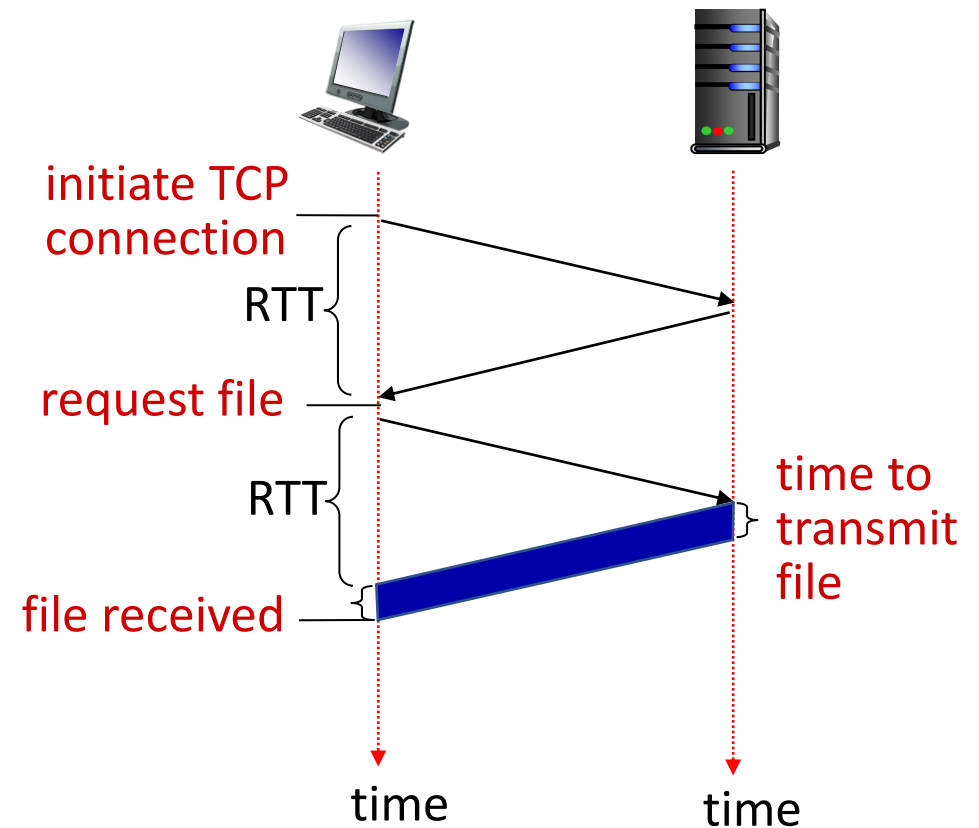 initiate TCP
connection
RTT
request file
RTT
time to
transmit
file
file received
time
time